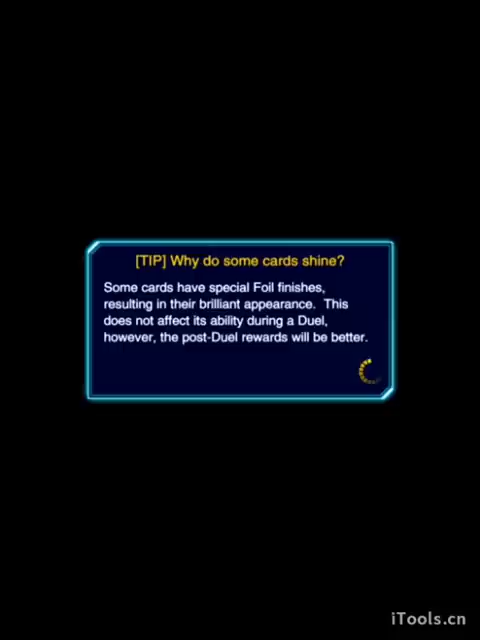 [TIP] Why do some cards shine?
Some cards have special Foil finishes,
resulting in their brilliant appearance.  This
does not affect its ability during a Duel,
however, the post-Duel rewards will be better.
iTools.cn